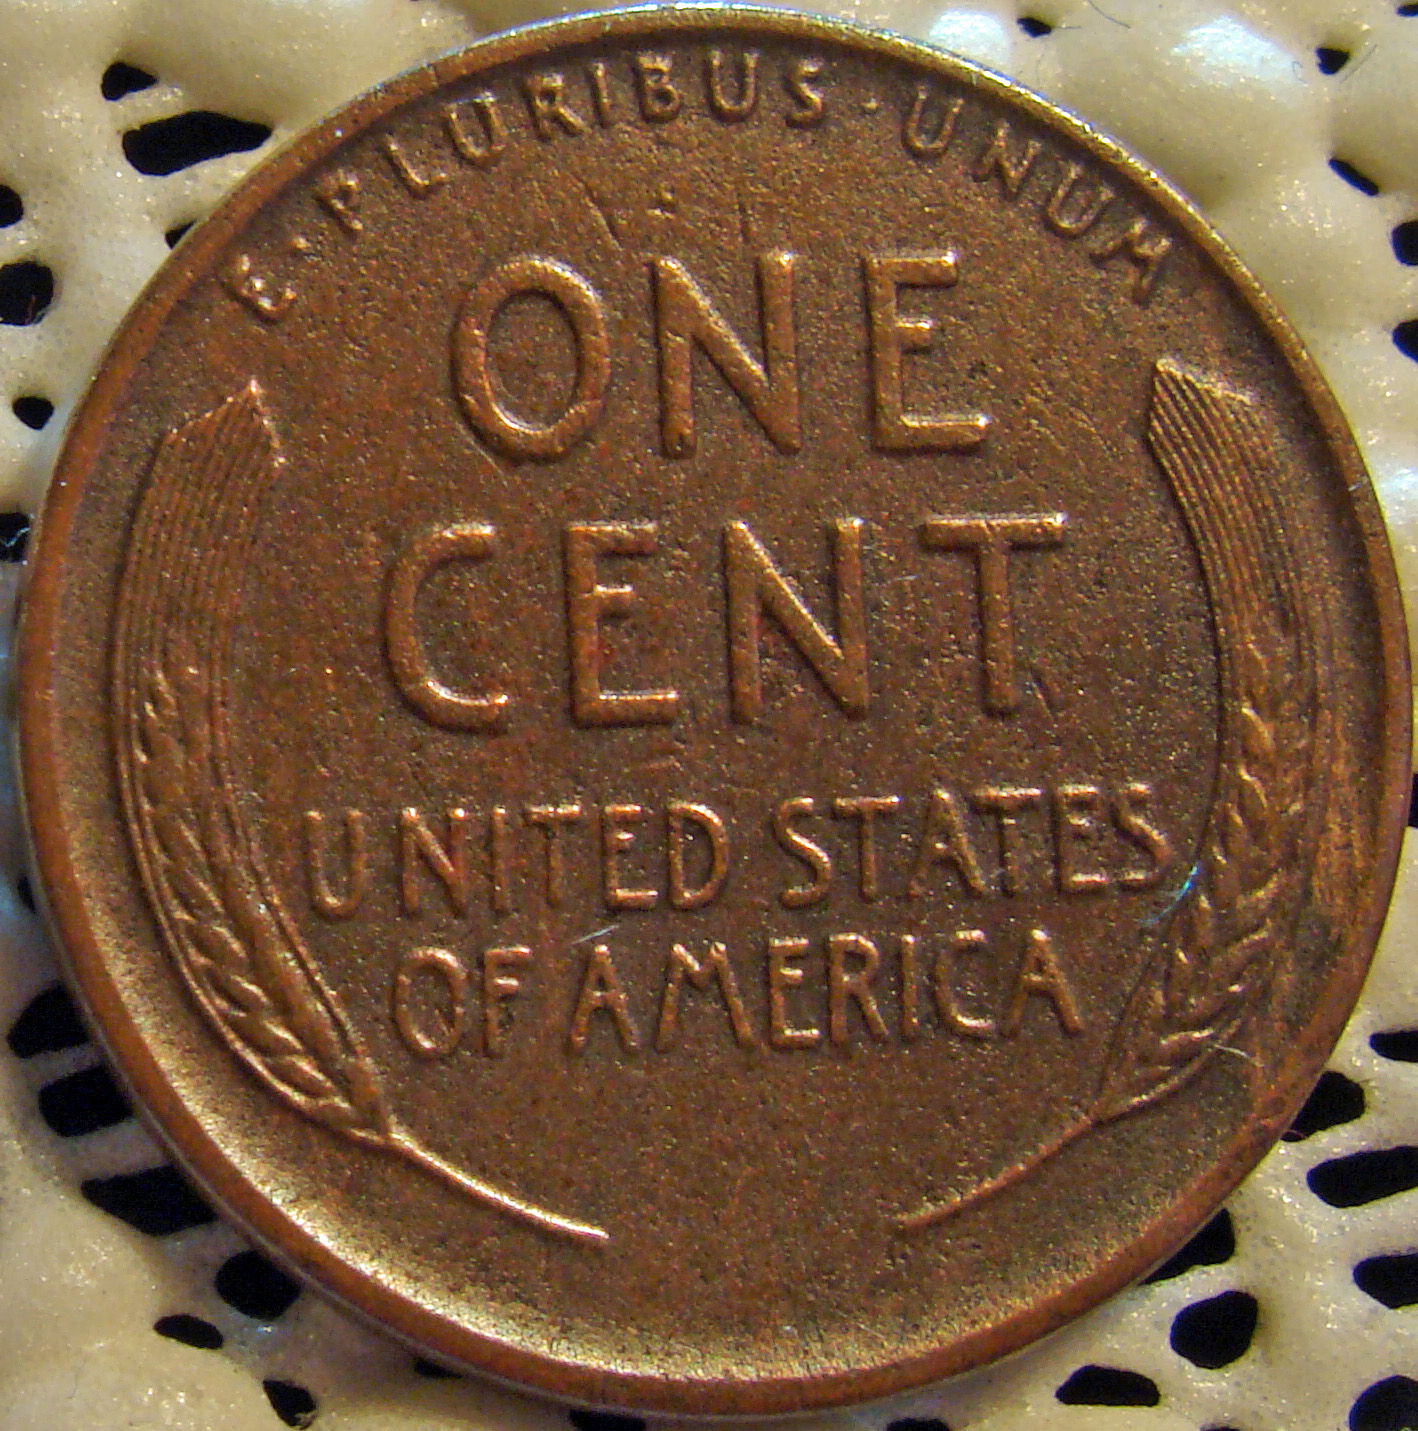 E · PLURIBUS · UNUM
ONE
CENT
UNITED STATES
OF AMERICA